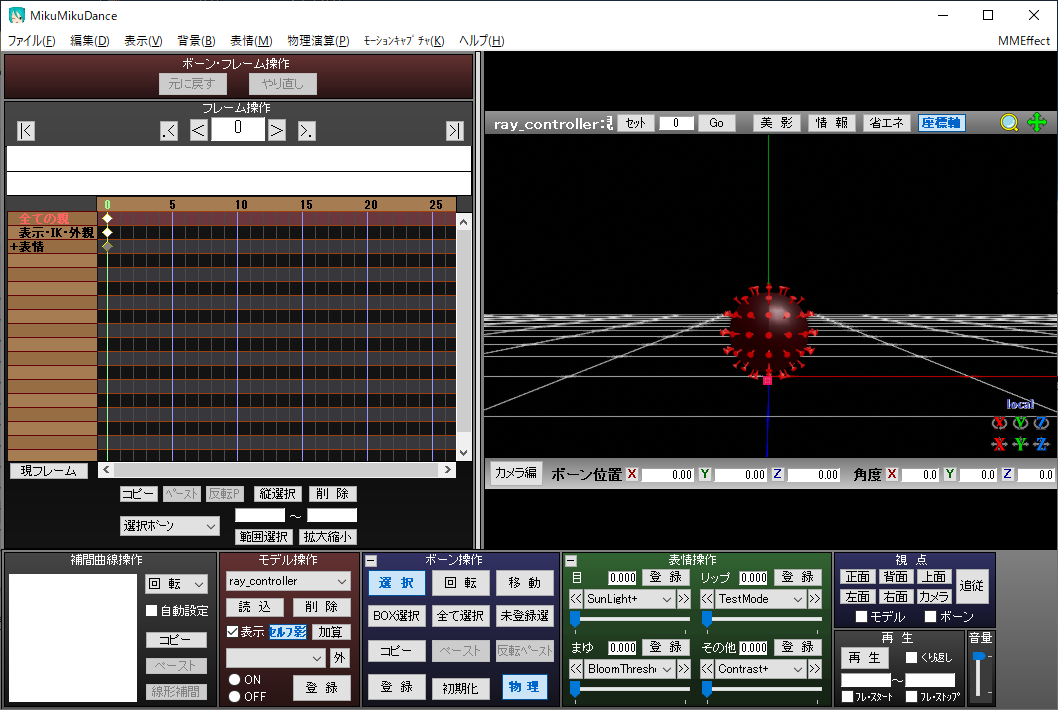 MikuMikuDance
ファイル(F) 編集(D) 表示(V) 背景(B) 表情(M) 物理演算(P) ﾓｰｼｮﾝｷｬﾌﾟﾁｬ(K) ヘルプ(H) MMEffect
ボーン・フレーム操作
元に戻す やり直し
フレーム操作
|< .< < 0 > >. >|
0 5 10 15 20 25
全ての親
表示・IK・外親
+表情
現フレーム
コピー ﾍﾟｰｽﾄ 反転P 縦選択 削 除
選択ﾎﾞｰﾝ ～
範囲選択 拡大縮小
ray_controller: ｾｯﾄ 0 Go 美 影 情 報 省エネ 座標軸
local
X Y Z
X Y Z
カメラ編 ボーン位置 X 0.00 Y 0.00 Z 0.00 角度 X 0.0 Y 0.0 Z 0.0
補間曲線操作
回 転
自動設定
コピー
ペースト
線形補間
モデル操作
ray_controller
読 込 削 除
表示 ｾﾙﾌ影 加算
外
ON
OFF
登 録
ボーン操作
選 択 回 転 移 動
BOX選択 全て選択 未登録選
コピー ペースト 反転ﾍﾟｰｽﾄ
登 録 初期化 物 理
表情操作
目 0.000 登 録 リップ 0.000 登 録
<< SunLight+ >> << TestMode >>
まゆ 0.000 登 録 その他 0.000 登 録
<< BloomThresh >> << Contrast+ >>
視 点
正面 背面 上面 追従
左面 右面 カメラ
モデル ボーン
再 生
再 生 くり返し
～
ﾌﾚ･ｽﾀｰﾄ ﾌﾚ･ｽﾄｯﾌﾟ
音量